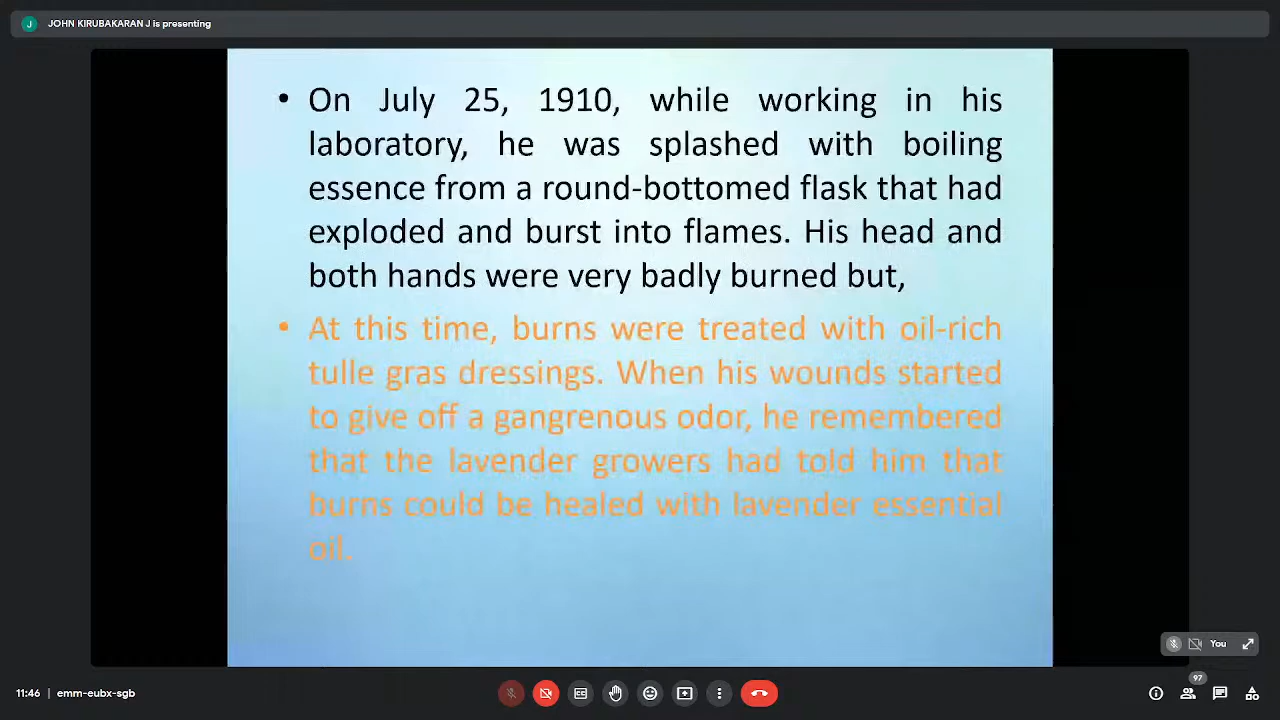 J JOHN KIRUBAKARAN J is presenting
• On July 25, 1910, while working in his
laboratory, he was splashed with boiling
essence from a round-bottomed flask that had
exploded and burst into flames. His head and
both hands were very badly burned but,
• At this time, burns were treated with oil-rich
tulle gras dressings. When his wounds started
to give off a gangrenous odor, he remembered
that the lavender growers had told him that
burns could be healed with lavender essential
oil.
You
11:46 emm-eubx-sgb
97